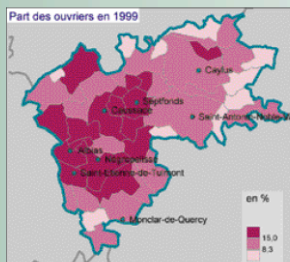 Part des ouvriers en 1999
Caylus
Septfonds
Caussade
Saint-Antonin-Noble-V
Albias
Nègrepelisse
Saint-Etienne-de-Tulmont
Monclar-de-Quercy
en %
15,0
8,3